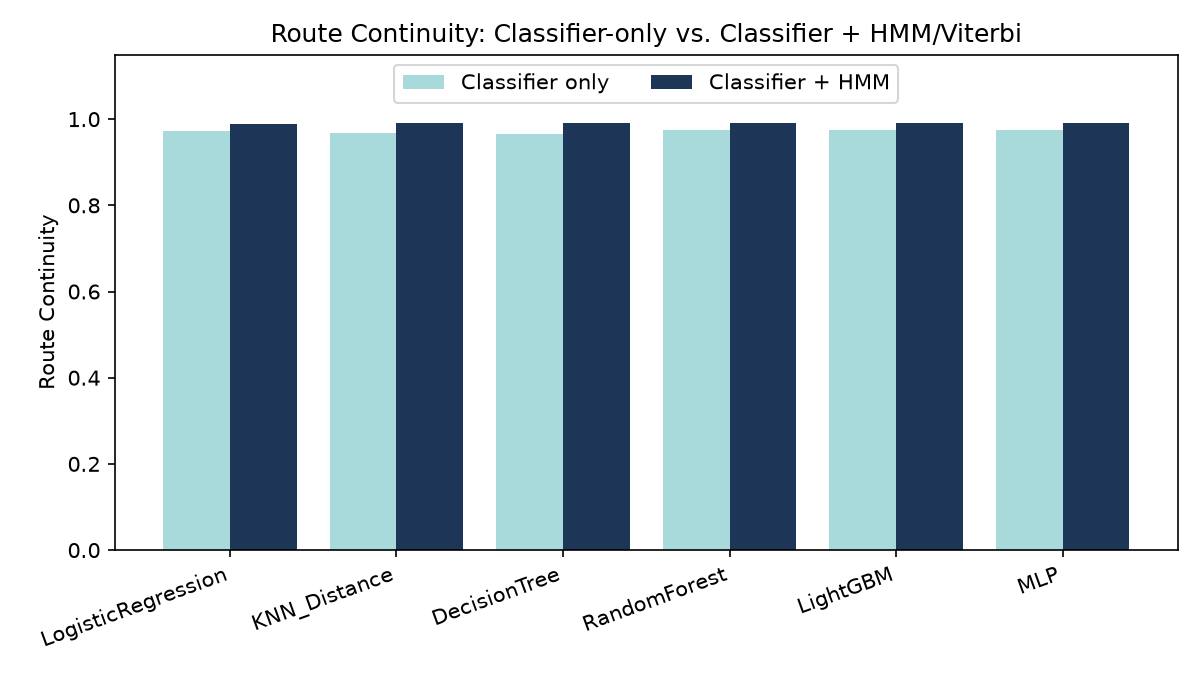 Route Continuity: Classifier-only vs. Classifier + HMM/Viterbi
Classifier only
Classifier + HMM
Route Continuity
1.0
0.8
0.6
0.4
0.2
0.0
LogisticRegression
KNN_Distance
DecisionTree
RandomForest
LightGBM
MLP